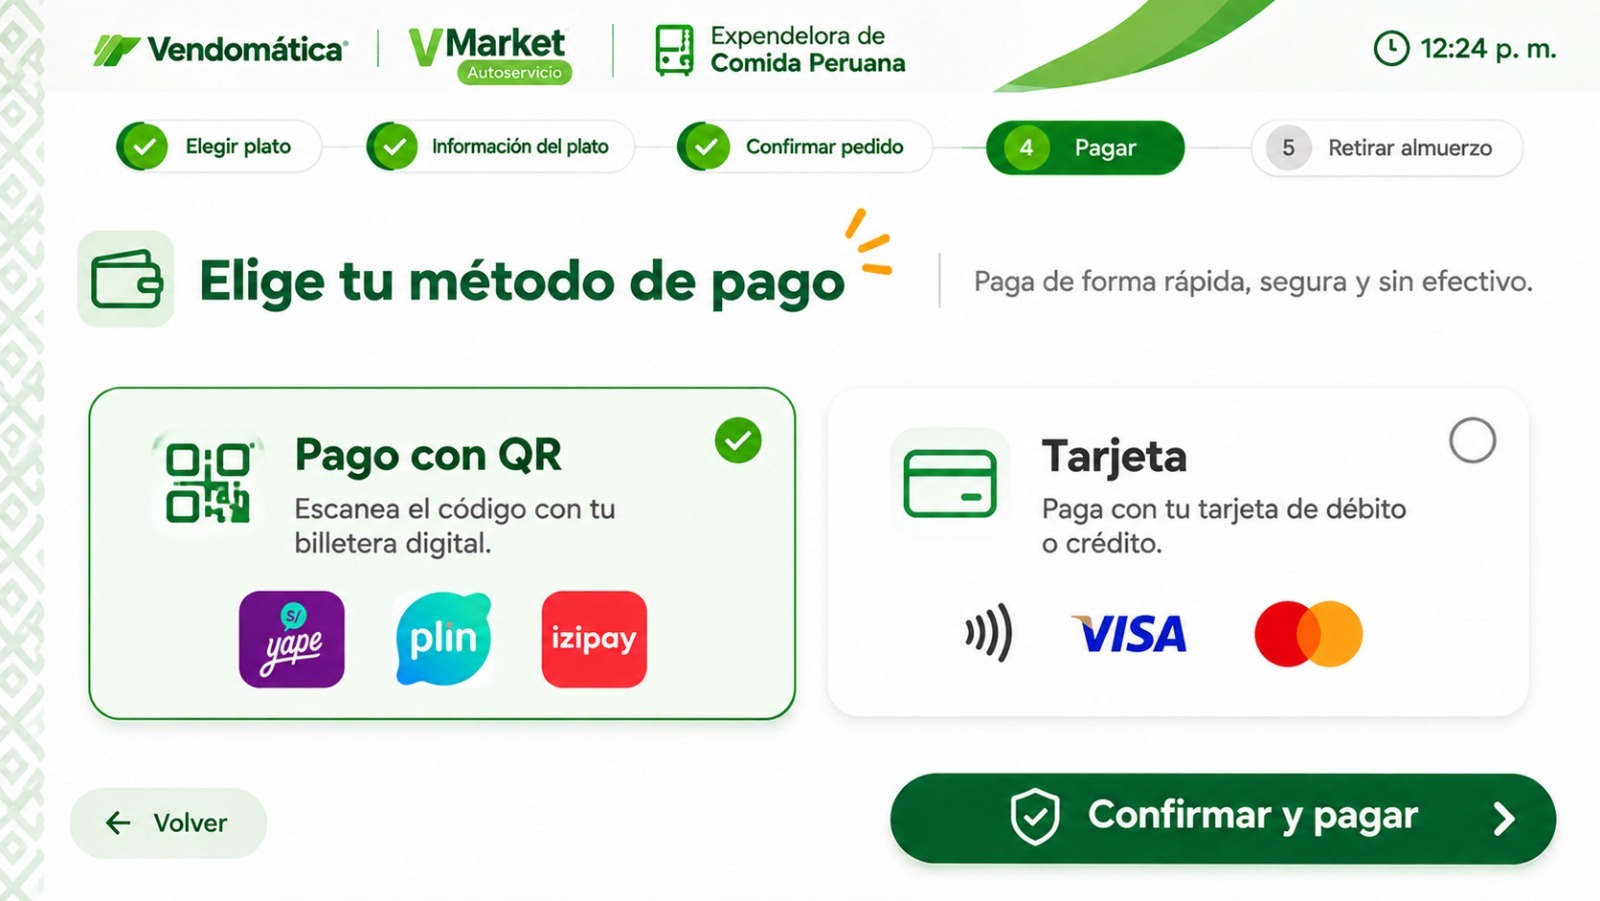 Vendomática
VMarket
Autoservicio
Expendelora de
Comida Peruana
12:24 p. m.
Elegir plato
Información del plato
Confirmar pedido
4 Pagar
5 Retirar almuerzo
Elige tu método de pago
Paga de forma rápida, segura y sin efectivo.
Pago con QR
Escanea el código con tu
billetera digital.
S/
yape
plin
izipay
Tarjeta
Paga con tu tarjeta de débito
o crédito.
VISA
Volver
Confirmar y pagar